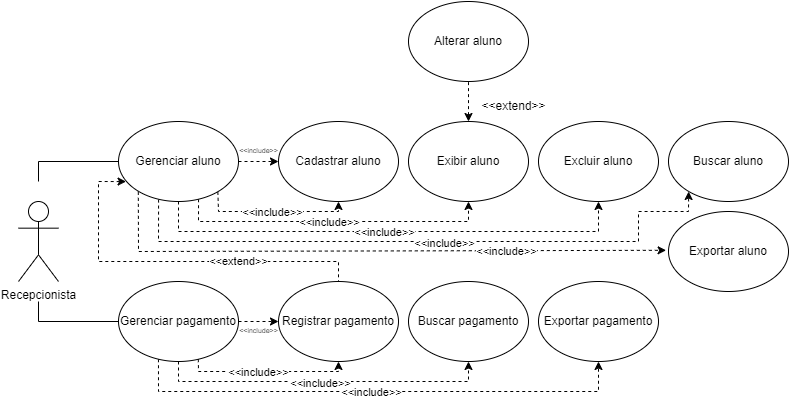 Alterar aluno
<<extend>>
Gerenciar aluno
<<include>>
Cadastrar aluno
Exibir aluno
Excluir aluno
Buscar aluno
<<include>>
<<include>>
<<include>>
<<include>>
<<include>>
Exportar aluno
<<extend>>
Recepcionista
Gerenciar pagamento
<<include>>
Registrar pagamento
Buscar pagamento
Exportar pagamento
<<include>>
<<include>>
<<include>>